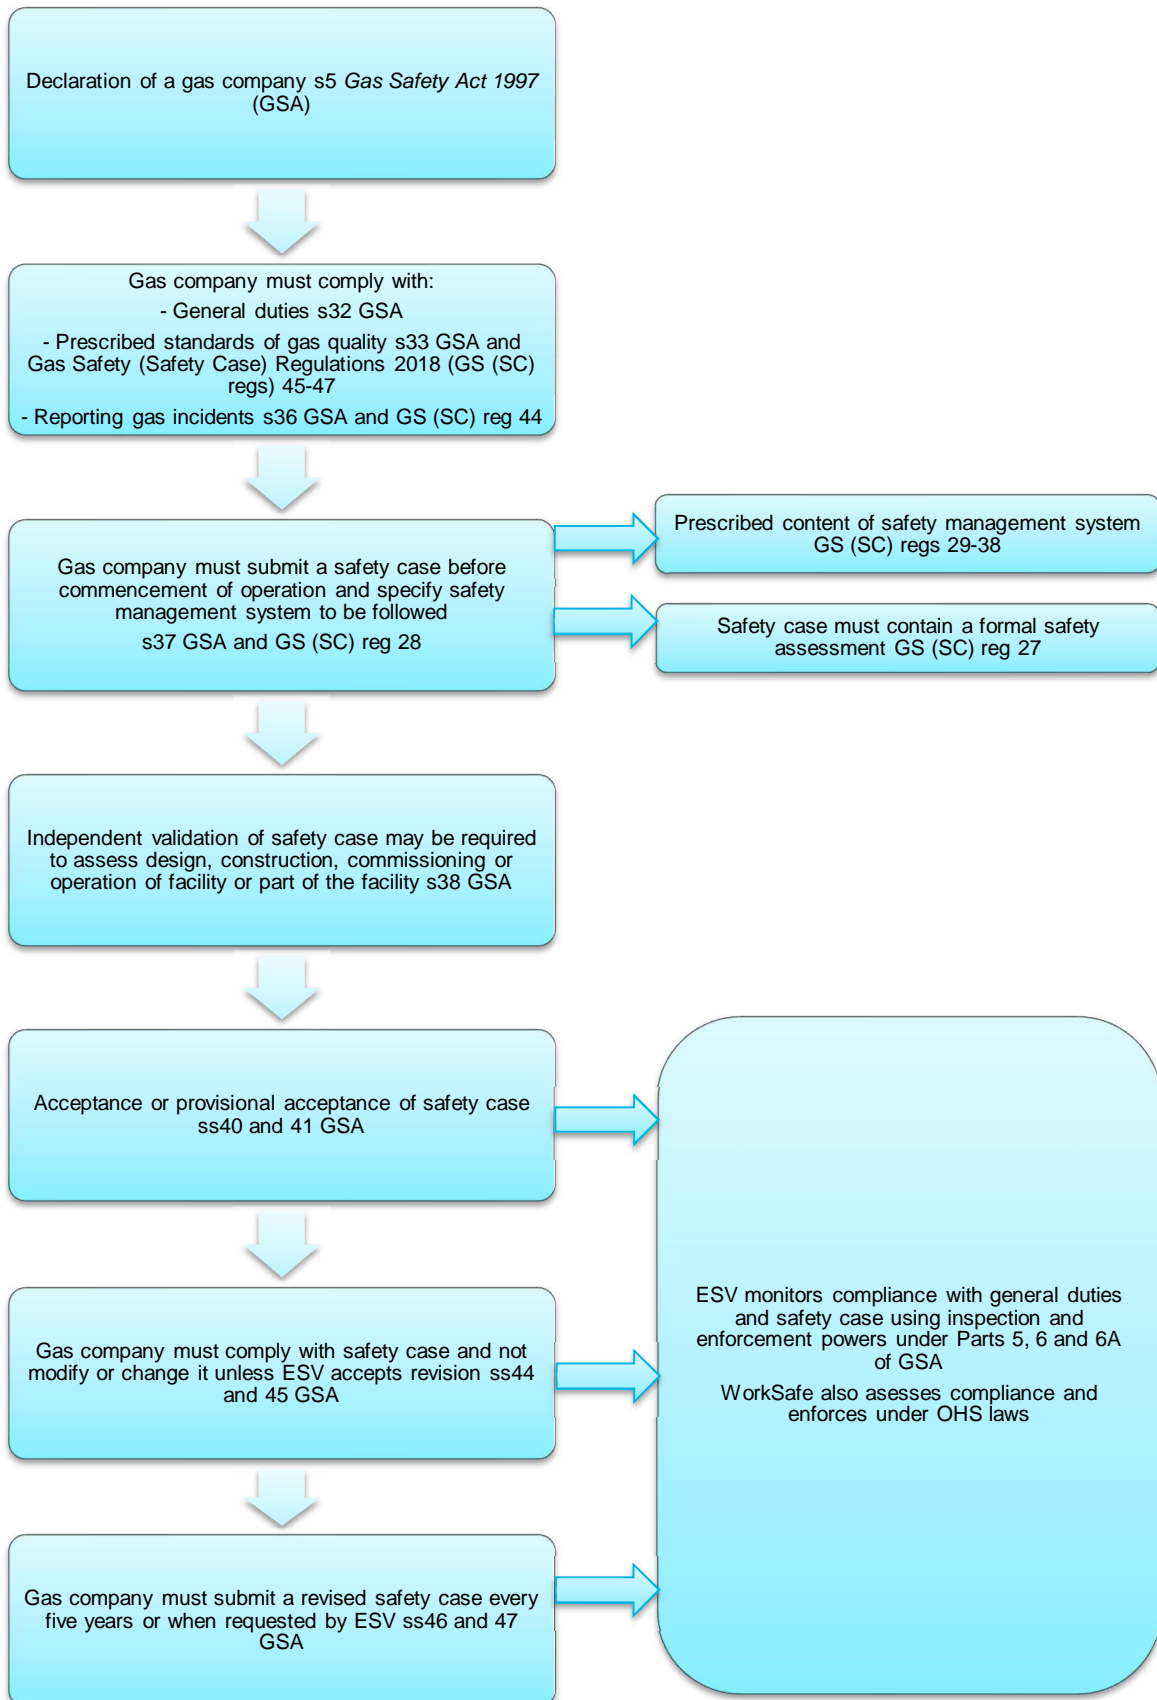 Declaration of a gas company s5 Gas Safety Act 1997
(GSA)
Gas company must comply with:
- General duties s32 GSA
- Prescribed standards of gas quality s33 GSA and
Gas Safety (Safety Case) Regulations 2018 (GS (SC)
regs) 45-47
- Reporting gas incidents s36 GSA and GS (SC) reg 44
Gas company must submit a safety case before
commencement of operation and specify safety
management system to be followed
s37 GSA and GS (SC) reg 28
Prescribed content of safety management system
GS (SC) regs 29-38
Safety case must contain a formal safety
assessment GS (SC) reg 27
Independent validation of safety case may be required
to assess design, construction, commissioning or
operation of facility or part of the facility s38 GSA
Acceptance or provisional acceptance of safety case
ss40 and 41 GSA
Gas company must comply with safety case and not
modify or change it unless ESV accepts revision ss44
and 45 GSA
Gas company must submit a revised safety case every
five years or when requested by ESV ss46 and 47
GSA
ESV monitors compliance with general duties
and safety case using inspection and
enforcement powers under Parts 5, 6 and 6A
of GSA
WorkSafe also asesses compliance and
enforces under OHS laws